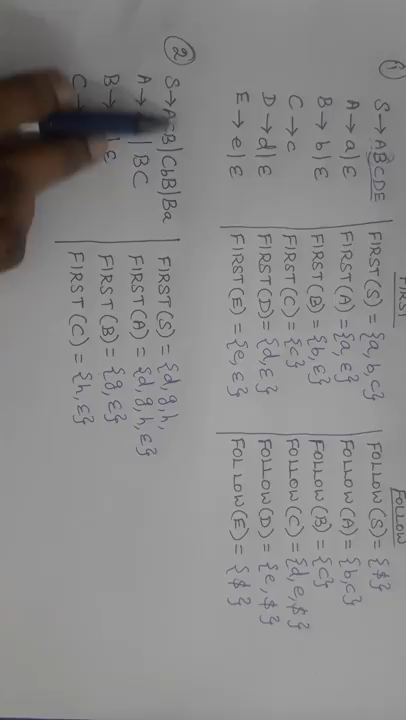 FIRST
FOLLOW
①
S → ABCDE
FIRST(S) = {a, b, c}
FOLLOW(S) = {$}
A → a|ε
FIRST(A) = {a, ε}
FOLLOW(A) = {b, c}
B → b|ε
FIRST(B) = {b, ε}
FOLLOW(B) = {c}
C → c
FIRST(C) = {c}
FOLLOW(C) = {d, e, $}
D → d|ε
FIRST(D) = {d, ε}
FOLLOW(D) = {e, $}
E → e|ε
FIRST(E) = {e, ε}
FOLLOW(E) = {$}
②
S → B|CbB|Ba
FIRST(S) = {d, g, h,
A → | BC
FIRST(A) = {d, g, h, ε}
B → |ε
FIRST(B) = {g, ε}
C →
FIRST(C) = {h, ε}